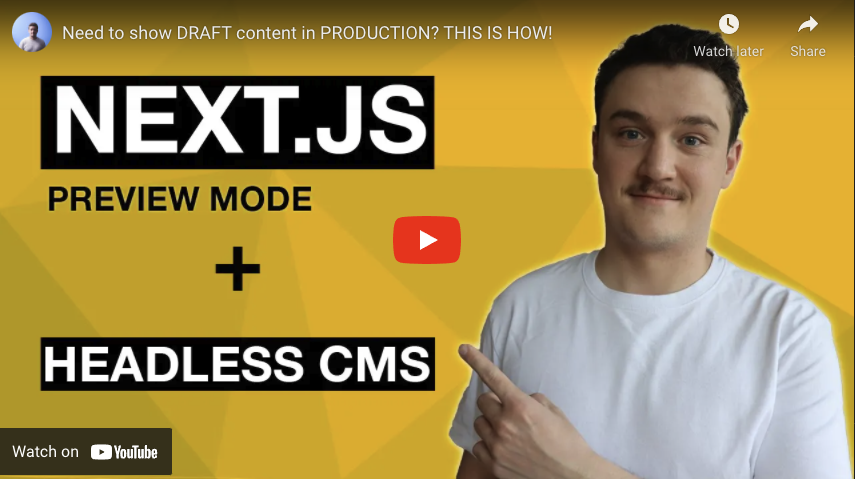 Need to show DRAFT content in PRODUCTION? THIS IS HOW!
Watch later
Share
NEXT.JS
PREVIEW MODE
+
HEADLESS CMS
Watch on YouTube